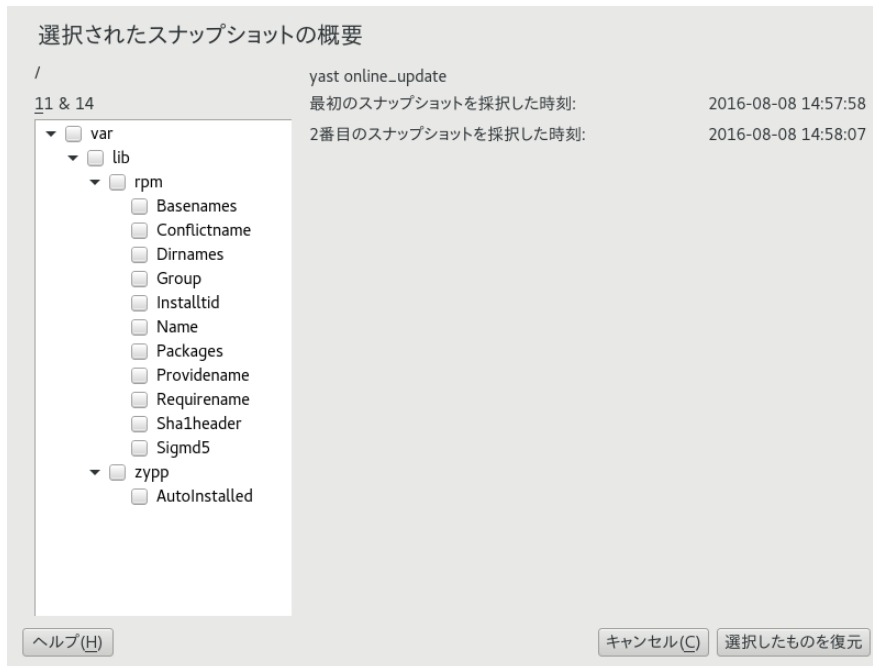 選択されたスナップショットの概要
/
yast online_update
11 & 14
最初のスナップショットを採択した時刻: 2016-08-08 14:57:58
2番目のスナップショットを採択した時刻: 2016-08-08 14:58:07
var
lib
rpm
Basenames
Conflictname
Dirnames
Group
Installtid
Name
Packages
Providename
Requirename
Sha1header
Sigmd5
zypp
AutoInstalled
ヘルプ(H)
キャンセル(C)
選択したものを復元